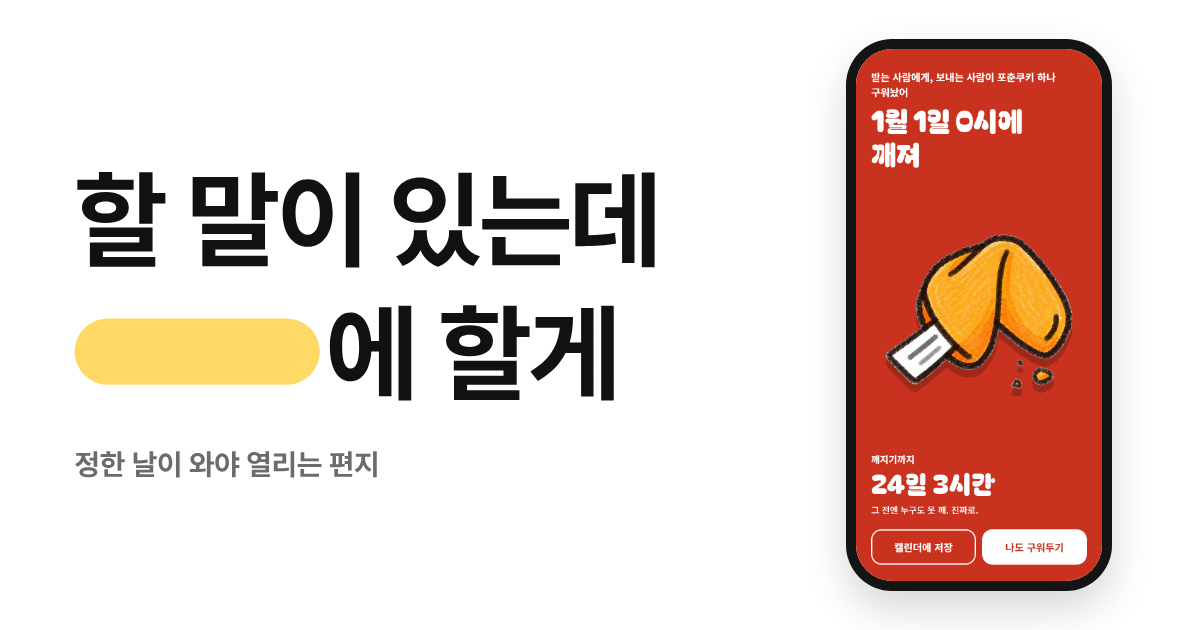 할 말이 있는데
에 할게
정한 날이 와야 열리는 편지
받는 사람에게, 보내는 사람이 포춘쿠키 하나
구워놨어
1월 1일 0시에
깨져
깨지기까지
24일 3시간
그 전엔 누구도 못 깨. 진짜로.
캘린더에 저장
나도 구워두기